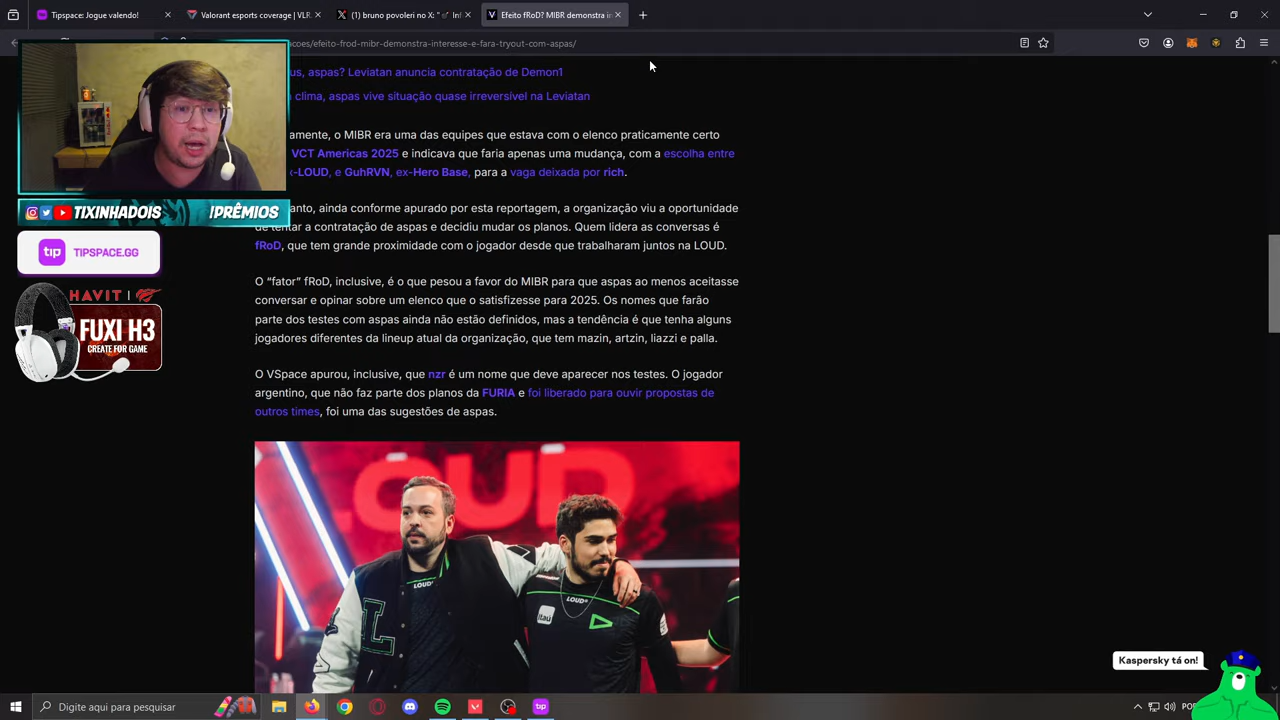 Tipspace: Jogue valendo!
Valorant esports coverage | VLR
(1) bruno povoleri no X: "
Efeito fRoD? MIBR demonstra in
coes/efeito-frod-mibr-demonstra-interesse-e-fara-tryout-com-aspas/
us, aspas? Leviatan anuncia contratação de Demon1
clima, aspas vive situação quase irreversível na Leviatan
amente, o MIBR era uma das equipes que estava com o elenco praticamente certo
VCT Americas 2025 e indicava que faria apenas uma mudança, com a escolha entre
-LOUD, e GuhRVN, ex-Hero Base, para a vaga deixada por rich.
anto, ainda conforme apurado por esta reportagem, a organização viu a oportunidade
de tentar a contratação de aspas e decidiu mudar os planos. Quem lidera as conversas é
fRoD, que tem grande proximidade com o jogador desde que trabalharam juntos na LOUD.
O "fator" fRoD, inclusive, é o que pesou a favor do MIBR para que aspas ao menos aceitasse
conversar e opinar sobre um elenco que o satisfizesse para 2025. Os nomes que farão
parte dos testes com aspas ainda não estão definidos, mas a tendência é que tenha alguns
jogadores diferentes da lineup atual da organização, que tem mazin, artzin, liazzi e palla.
O VSpace apurou, inclusive, que nzr é um nome que deve aparecer nos testes. O jogador
argentino, que não faz parte dos planos da FURIA e foi liberado para ouvir propostas de
outros times, foi uma das sugestões de aspas.
TIXINHADOIS
!PRÊMIOS
tip TIPSPACE.GG
HAVIT
FUXI H3
CREATE FOR GAME
LOUD
LOUD
LOUD
itaú
L
Kaspersky tá on!
Digite aqui para pesquisar
tip
POR